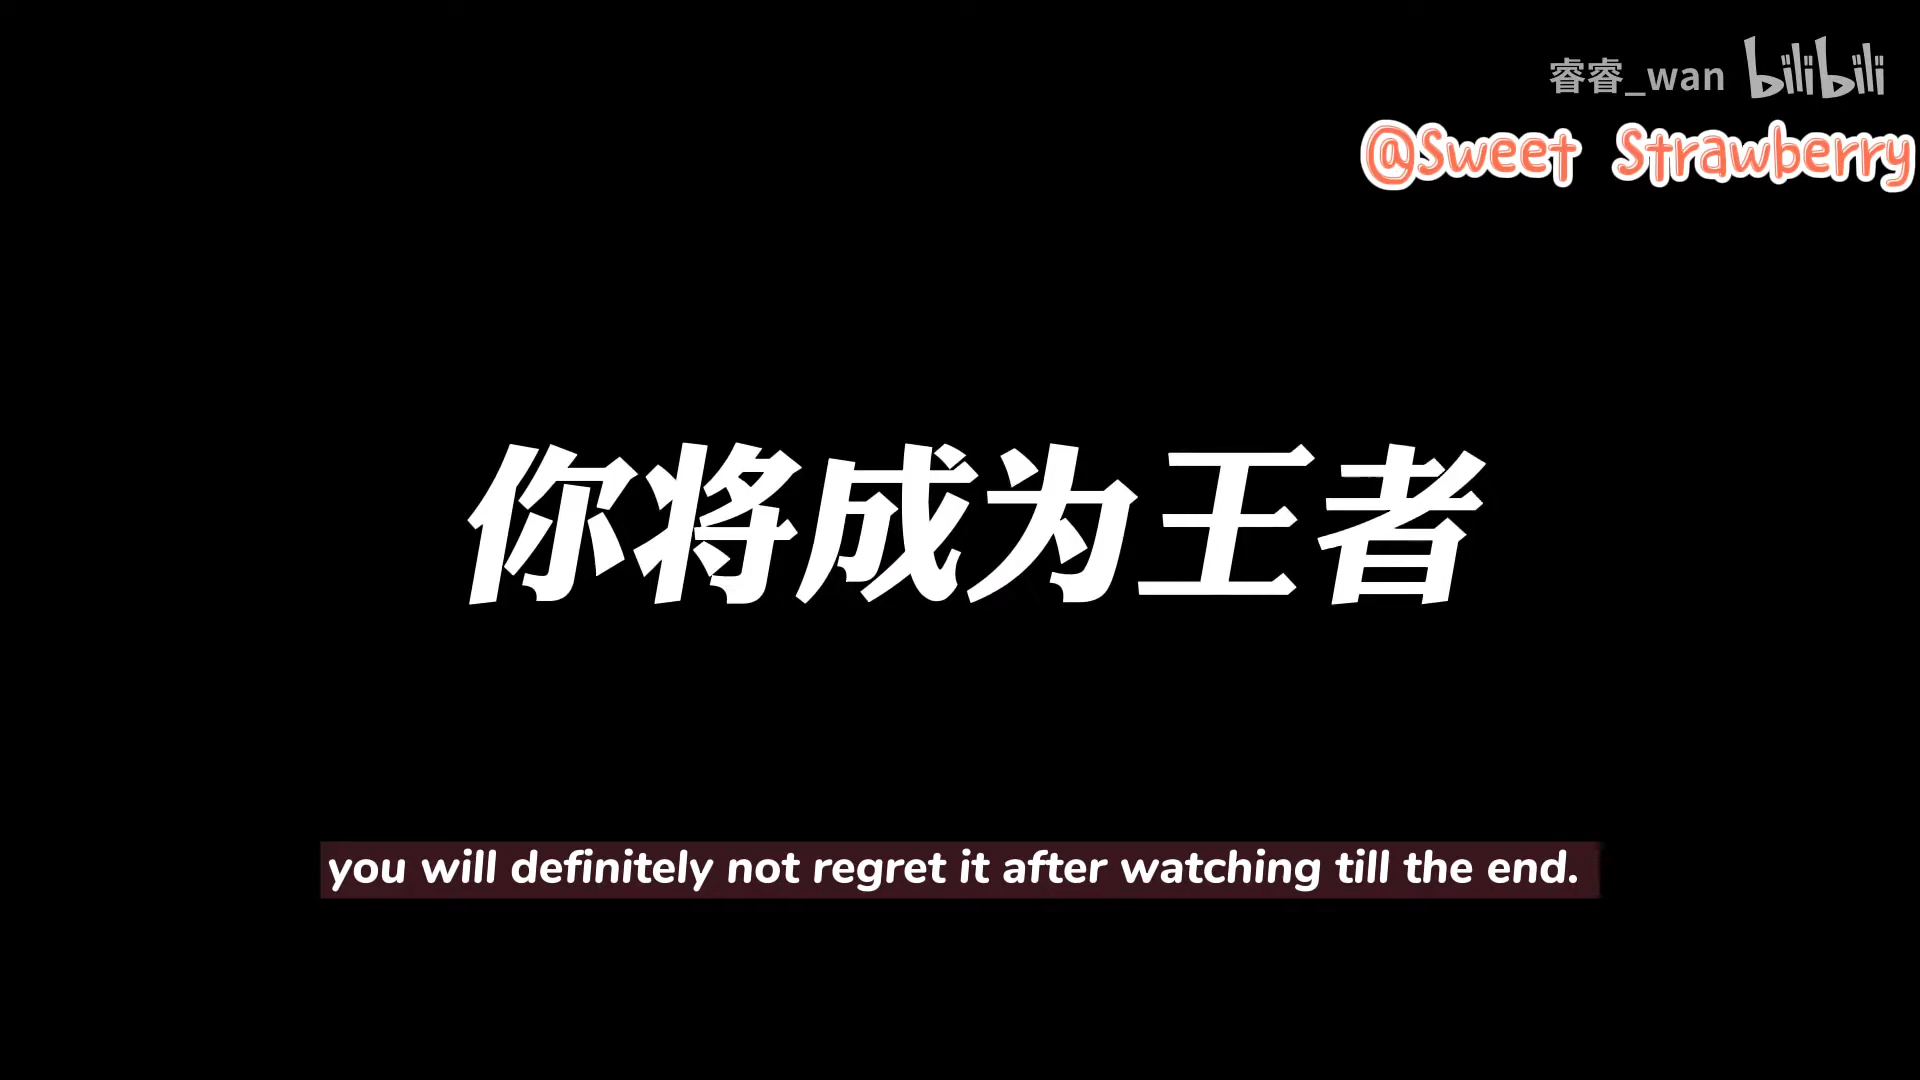 睿睿_wan bilibili
@Sweet Strawberry
你将成为王者
you will definitely not regret it after watching till the end.